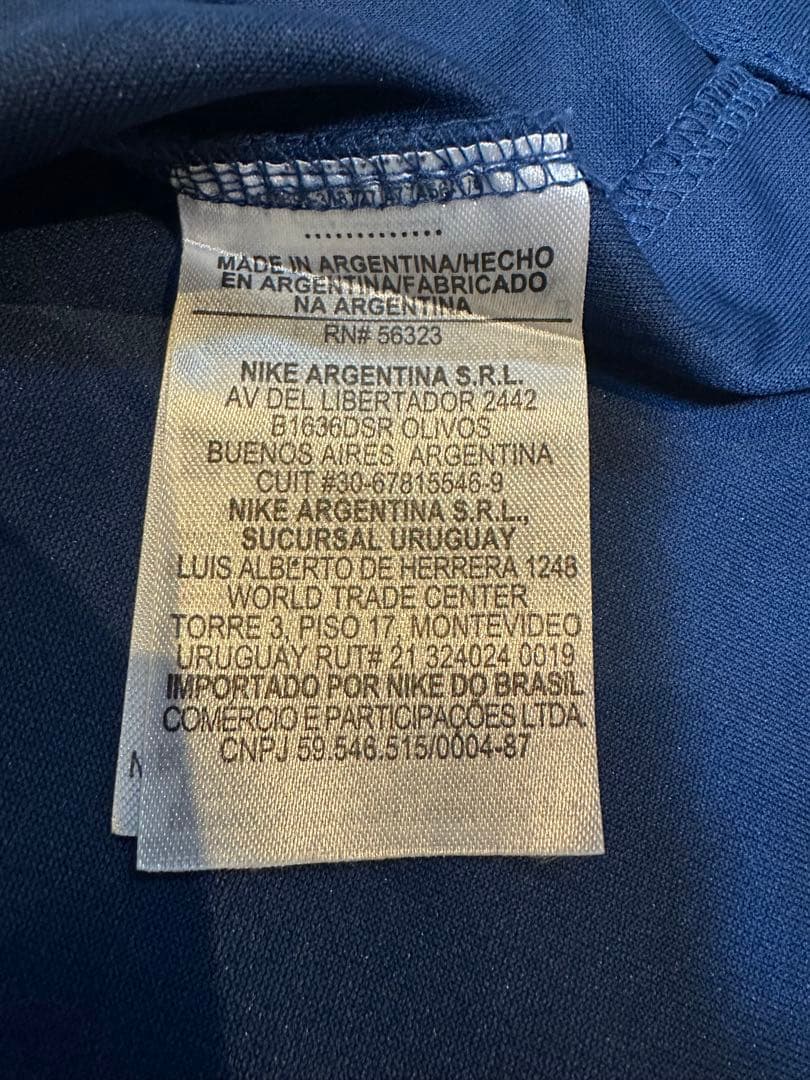 •••••••••••••
MADE IN ARGENTINA/HECHO
EN ARGENTINA/FABRICADO
NA ARGENTINA
RN# 56323
NIKE ARGENTINA S.R.L.
AV DEL LIBERTADOR 2442
B1636DSR OLIVOS
BUENOS AIRES ARGENTINA
CUIT #30-67815546-9
NIKE ARGENTINA S.R.L.,
SUCURSAL URUGUAY
LUIS ALBERTO DE HERRERA 1248
WORLD TRADE CENTER
TORRE 3, PISO 17, MONTEVIDEO
URUGUAY RUT# 21 324024 0019
IMPORTADO POR NIKE DO BRASIL
COMÉRCIO E PARTICIPAÇÕES LTDA.
CNPJ 59.546.515/0004-87
N